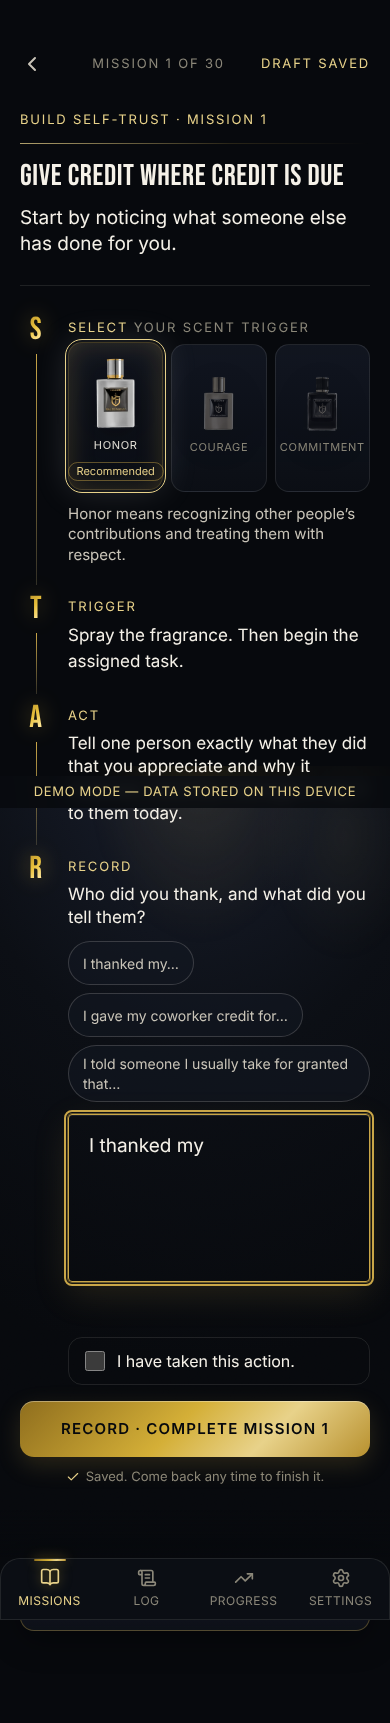 MISSION 1 OF 30
DRAFT SAVED
BUILD SELF-TRUST · MISSION 1
GIVE CREDIT WHERE CREDIT IS DUE
Start by noticing what someone else
has done for you.
S
SELECT YOUR SCENT TRIGGER
HONOR
Recommended
COURAGE
COMMITMENT
Honor means recognizing other people's
contributions and treating them with
respect.
T
TRIGGER
Spray the fragrance. Then begin the
assigned task.
A
ACT
Tell one person exactly what they did
that you appreciate and why it
DEMO MODE — DATA STORED ON THIS DEVICE
to them today.
R
RECORD
Who did you thank, and what did you
tell them?
I thanked my...
I gave my coworker credit for...
I told someone I usually take for granted
that...
I thanked my
I have taken this action.
RECORD · COMPLETE MISSION 1
✓ Saved. Come back any time to finish it.
MISSIONS
LOG
PROGRESS
SETTINGS